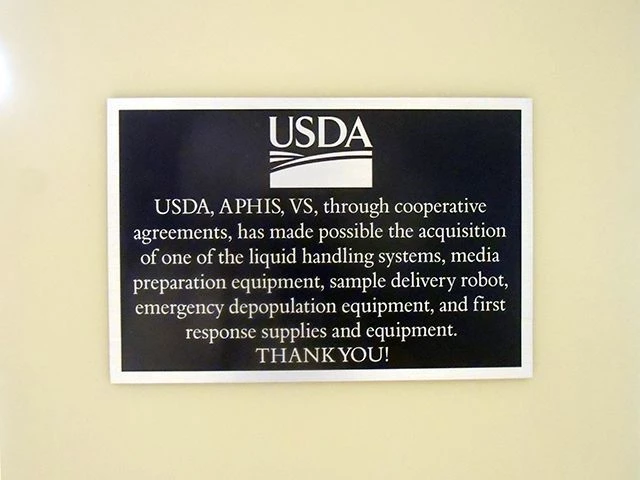 USDA
USDA, APHIS, VS, through cooperative
agreements, has made possible the acquisition
of one of the liquid handling systems, media
preparation equipment, sample delivery robot,
emergency depopulation equipment, and first
response supplies and equipment.
THANK YOU!